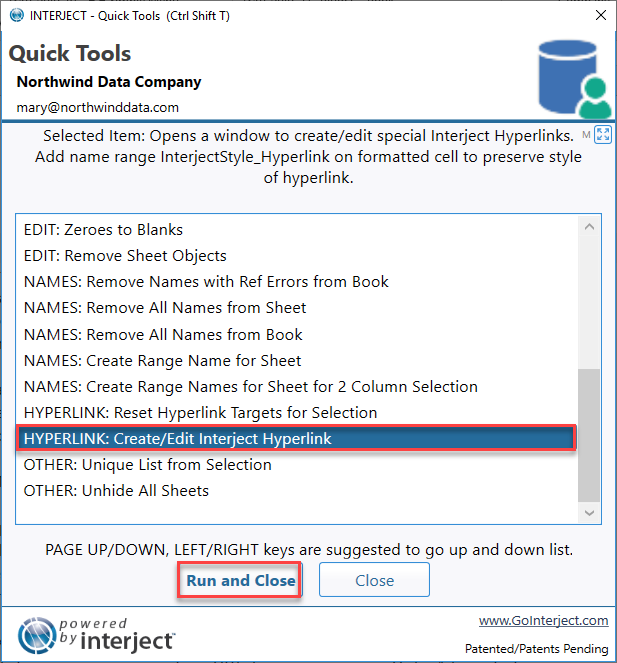 INTERJECT - Quick Tools (Ctrl Shift T)
Quick Tools
Northwind Data Company
mary@northwinddata.com
Selected Item: Opens a window to create/edit special Interject Hyperlinks. M
Add name range InterjectStyle_Hyperlink on formatted cell to preserve style
of hyperlink.
EDIT: Zeroes to Blanks
EDIT: Remove Sheet Objects
NAMES: Remove Names with Ref Errors from Book
NAMES: Remove All Names from Sheet
NAMES: Remove All Names from Book
NAMES: Create Range Name for Sheet
NAMES: Create Range Names for Sheet for 2 Column Selection
HYPERLINK: Reset Hyperlink Targets for Selection
HYPERLINK: Create/Edit Interject Hyperlink
OTHER: Unique List from Selection
OTHER: Unhide All Sheets
PAGE UP/DOWN, LEFT/RIGHT keys are suggested to go up and down list.
Run and Close Close
powered
by interject™
www.GoInterject.com
Patented/Patents Pending